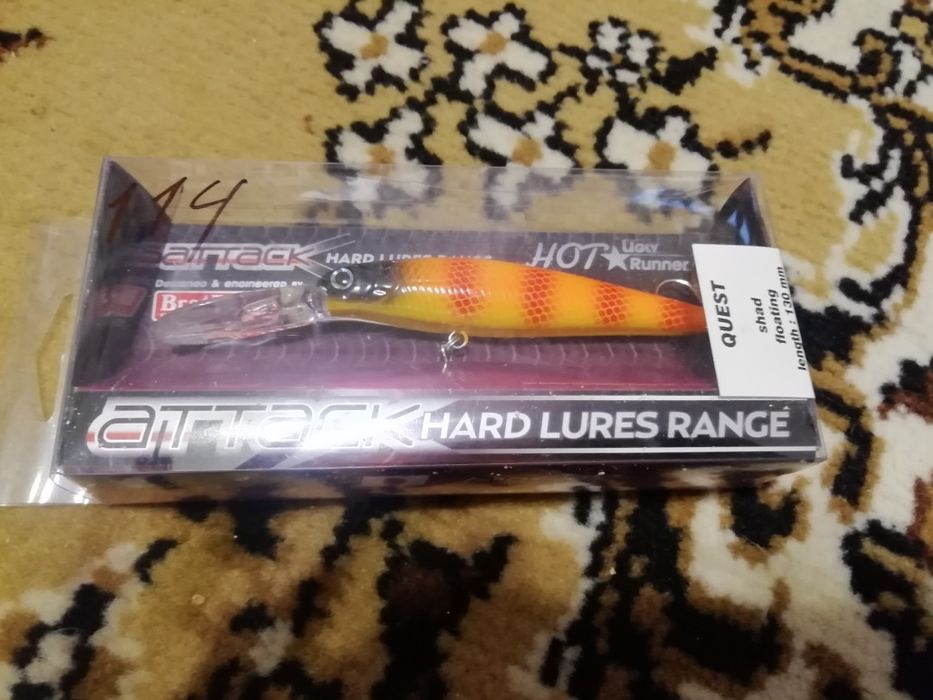 114
ATTACK HARD LURES RANGE
HOT★Ugly Runner
Designed & engineered by
QUEST
shad
floating
length : 130 mm
ATTACK HARD LURES RANGE